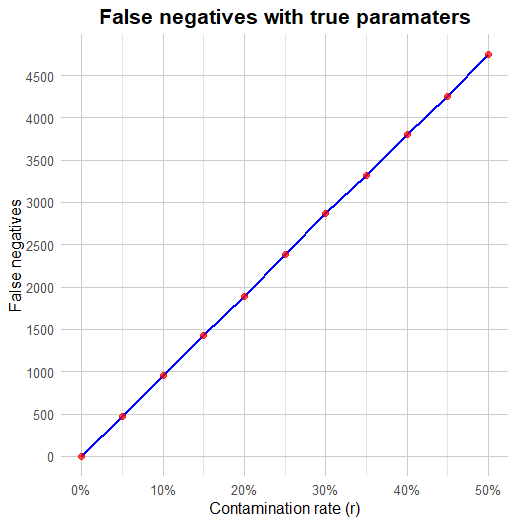 False negatives with true paramaters
False negatives
4500
4000
3500
3000
2500
2000
1500
1000
500
0
0% 10% 20% 30% 40% 50%
Contamination rate (r)